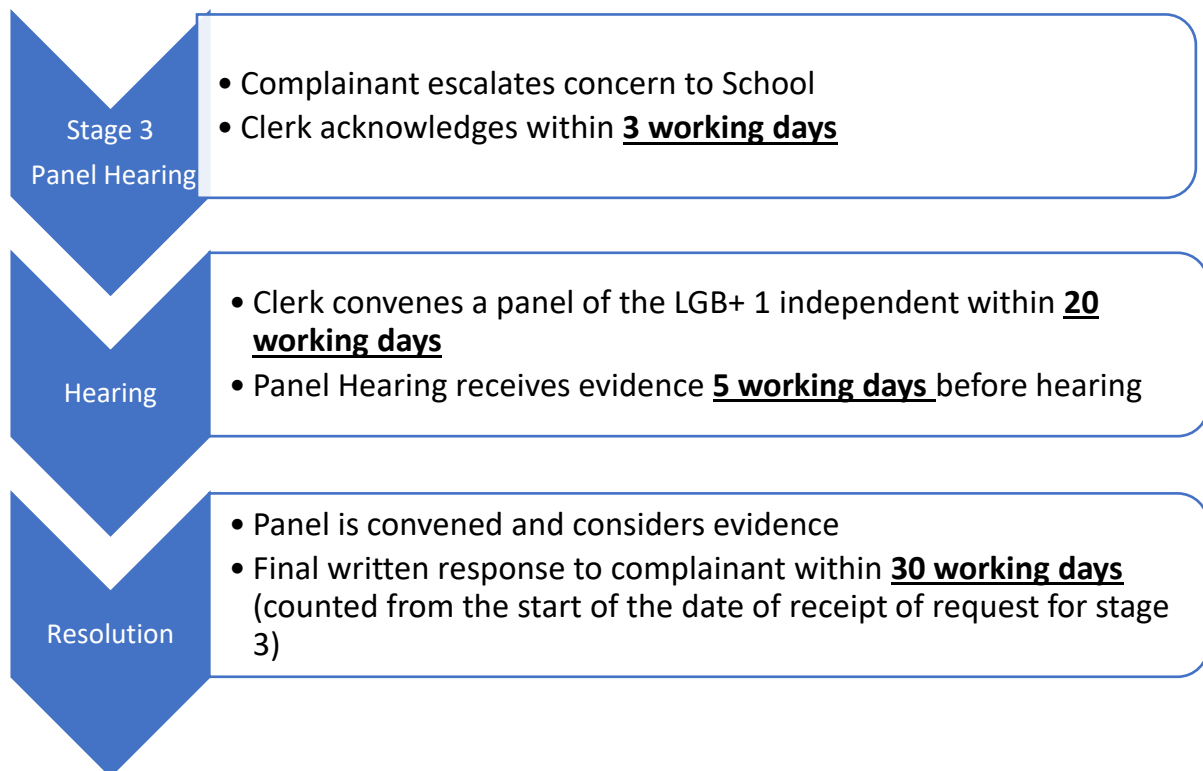 Stage 3
Panel Hearing
• Complainant escalates concern to School
• Clerk acknowledges within 3 working days
Hearing
• Clerk convenes a panel of the LGB+ 1 independent within 20
working days
• Panel Hearing receives evidence 5 working days before hearing
Resolution
• Panel is convened and considers evidence
• Final written response to complainant within 30 working days
(counted from the start of the date of receipt of request for stage
3)